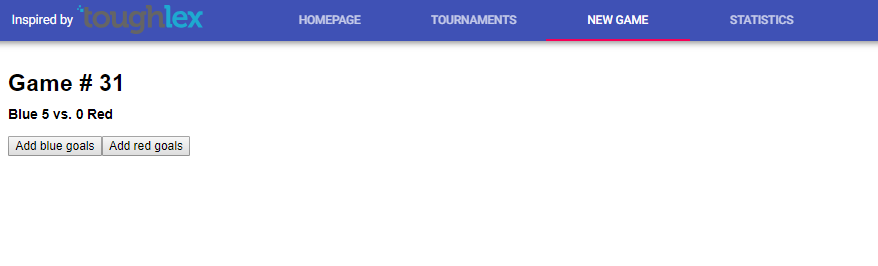 Inspired by toughlex HOMEPAGE TOURNAMENTS NEW GAME STATISTICS
Game # 31
Blue 5 vs. 0 Red
Add blue goals Add red goals